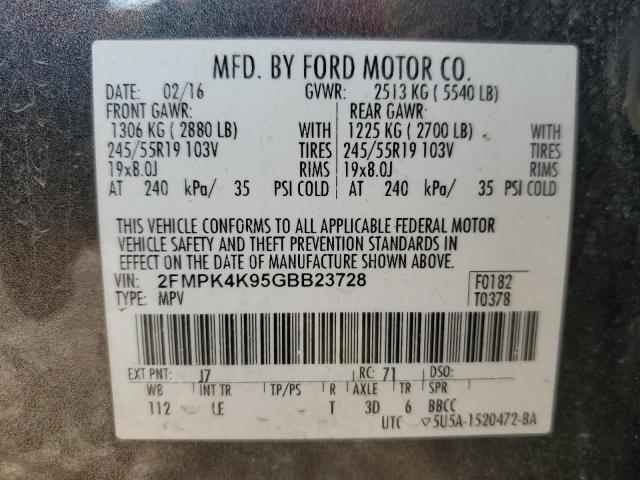 MFD. BY FORD MOTOR CO.
DATE: 02/16 GVWR: 2513 KG ( 5540 LB)
FRONT GAWR: REAR GAWR:
1306 KG ( 2880 LB) WITH 1225 KG ( 2700 LB) WITH
245/55R19 103V TIRES 245/55R19 103V TIRES
19x8.0J RIMS 19x8.0J RIMS
AT 240 kPa/ 35 PSI COLD AT 240 kPa/ 35 PSI COLD
THIS VEHICLE CONFORMS TO ALL APPLICABLE FEDERAL MOTOR
VEHICLE SAFETY AND THEFT PREVENTION STANDARDS IN
EFFECT ON THE DATE OF MANUFACTURE SHOWN ABOVE.
VIN: 2FMPK4K95GBB23728 F0182
TYPE: MPV T0378
EXT PNT: J7 RC: 71 DSO:
WB INT TR TP/PS R AXLE TR SPR
112 LE T 3D 6 BBCC
UTC ▽5U5A-1520472-BA